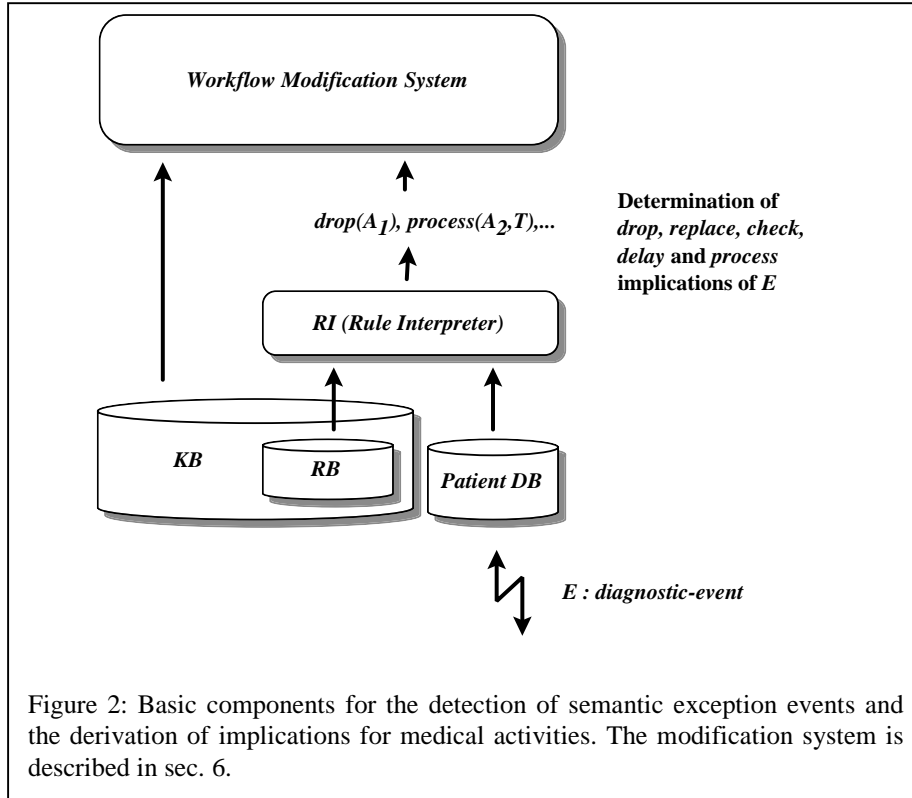 Workflow Modification System
drop(A1), process(A2,T),...
Determination of
drop, replace, check,
delay and process
implications of E
RI (Rule Interpreter)
KB
RB
Patient DB
E : diagnostic-event
Figure 2: Basic components for the detection of semantic exception events and
the derivation of implications for medical activities. The modification system is
described in sec. 6.